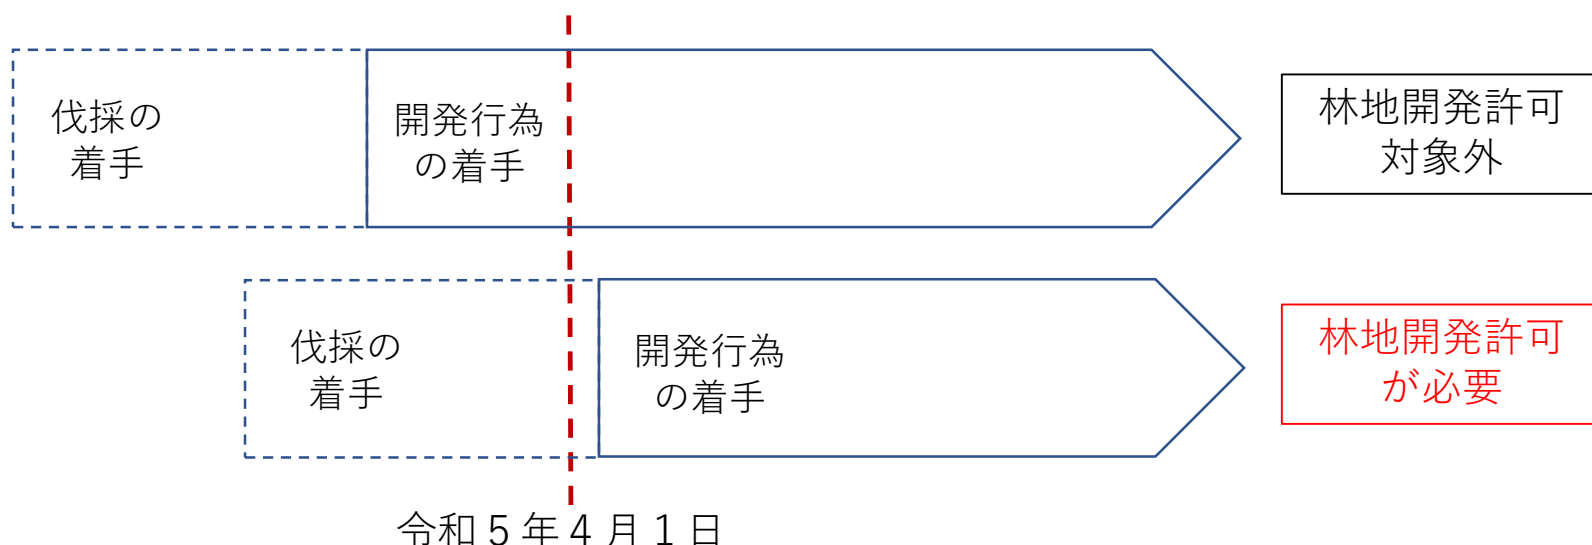 伐採の
着手
開発行為
の着手
林地開発許可
対象外
伐採の
着手
開発行為
の着手
林地開発許可
が必要
令和５年４月１日